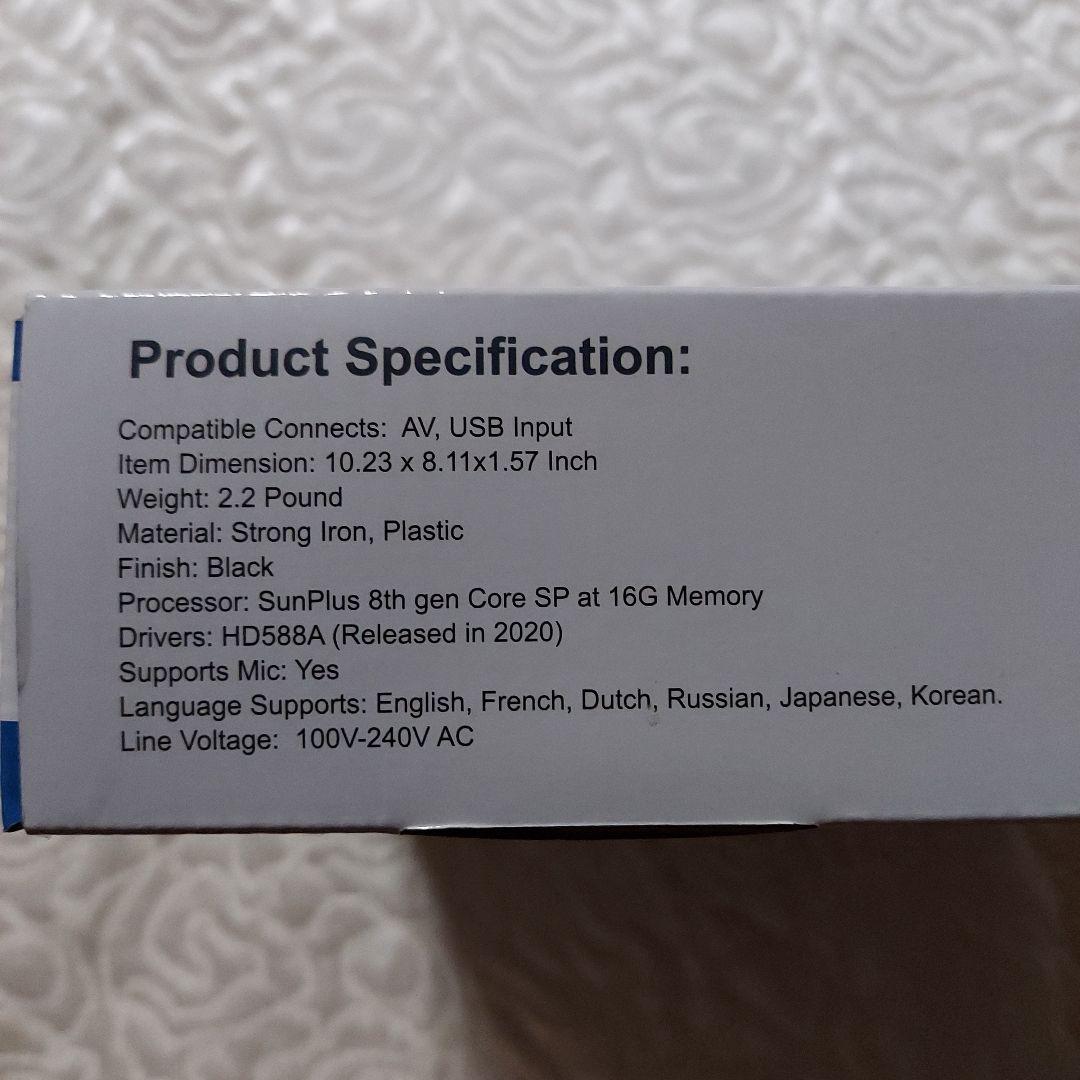 Product Specification:
Compatible Connects: AV, USB Input
Item Dimension: 10.23 x 8.11x1.57 Inch
Weight: 2.2 Pound
Material: Strong Iron, Plastic
Finish: Black
Processor: SunPlus 8th gen Core SP at 16G Memory
Drivers: HD588A (Released in 2020)
Supports Mic: Yes
Language Supports: English, French, Dutch, Russian, Japanese, Korean.
Line Voltage: 100V-240V AC